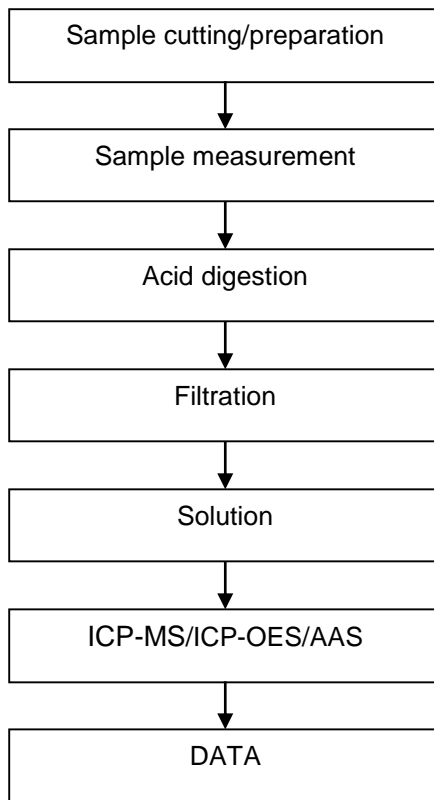 Sample cutting/preparation
Sample measurement
Acid digestion
Filtration
Solution
ICP-MS/ICP-OES/AAS
DATA